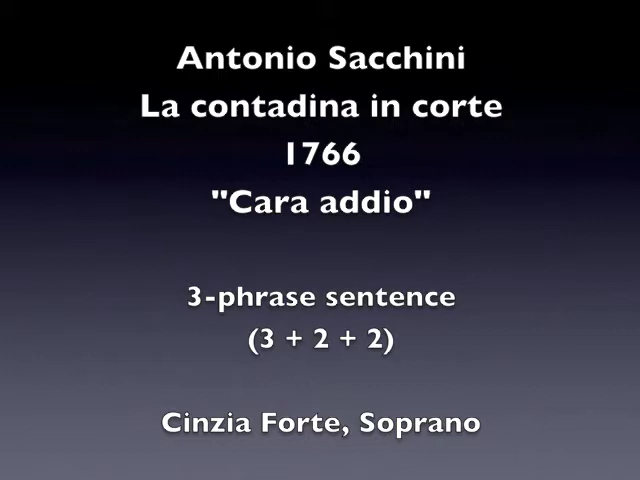 Antonio Sacchini
La contadina in corte
1766
"Cara addio"
3-phrase sentence
(3 + 2 + 2)
Cinzia Forte, Soprano